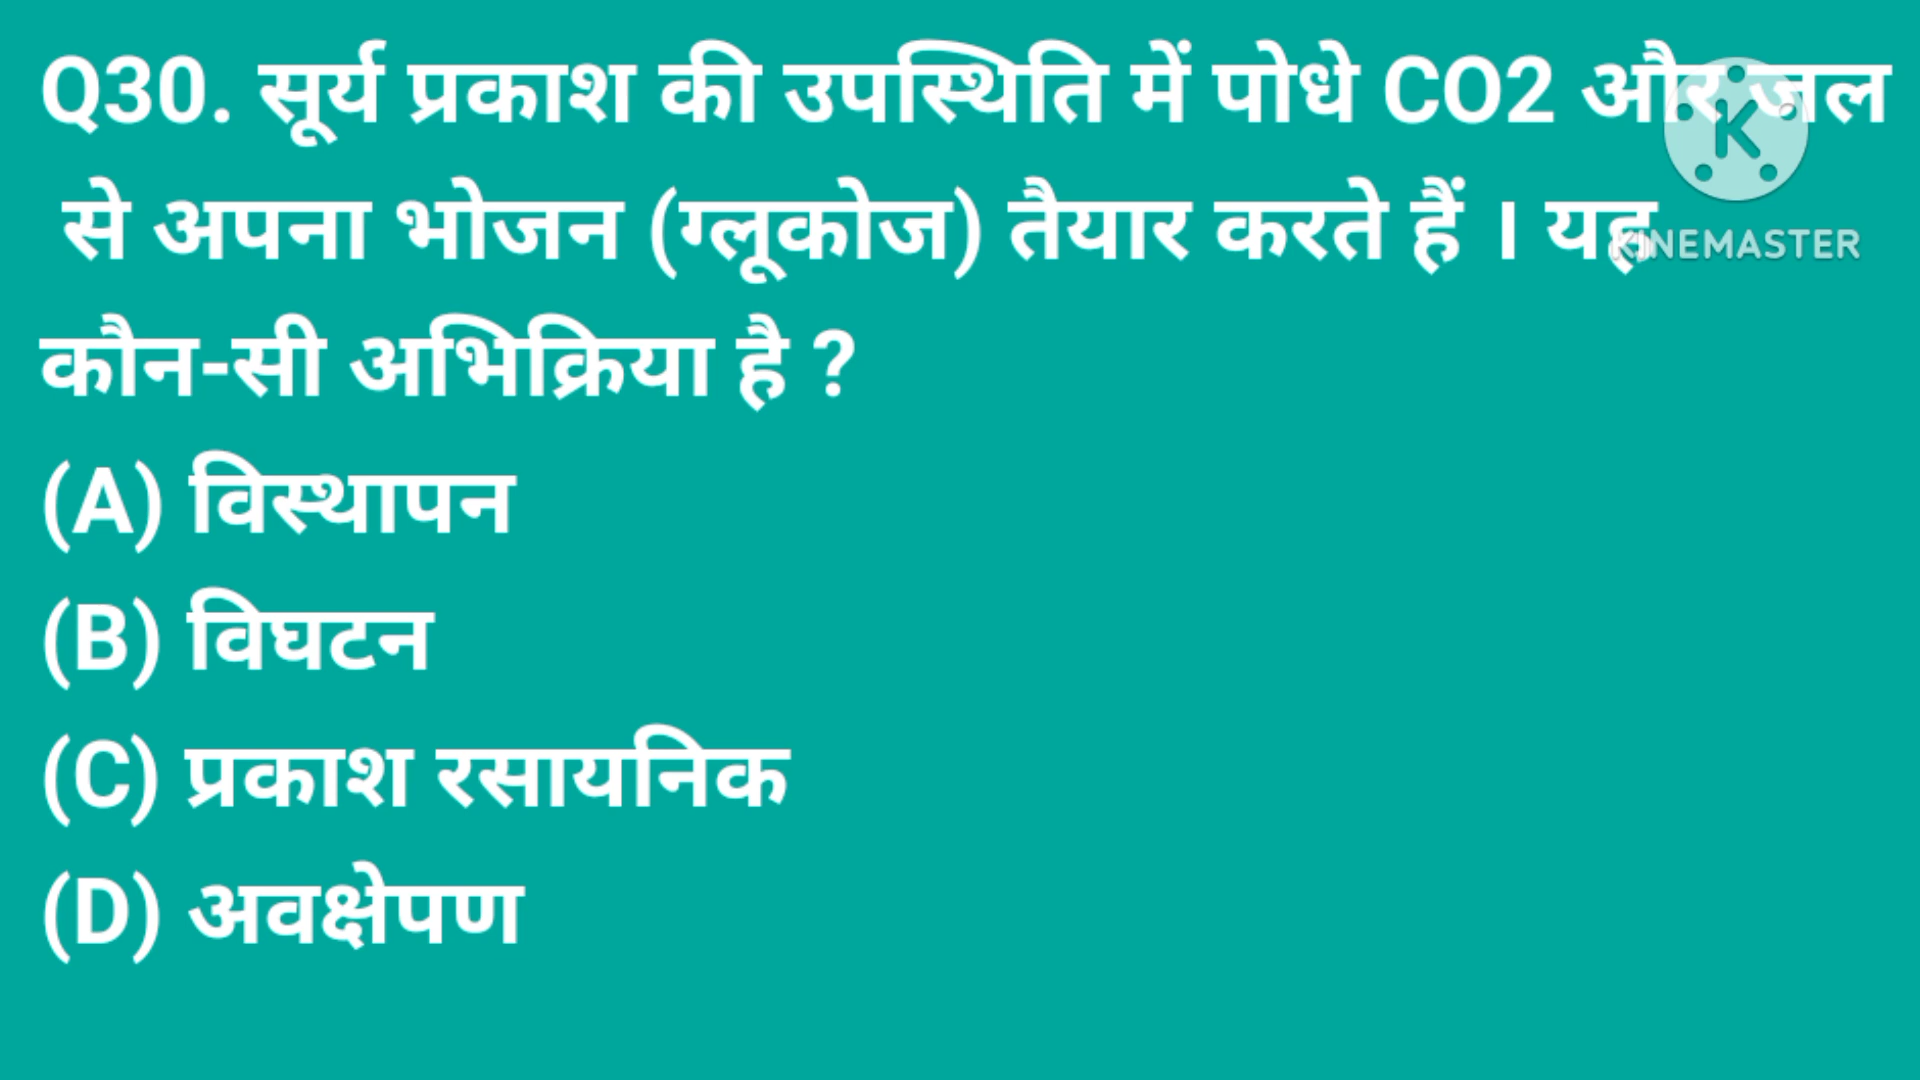 Q30. सूर्य प्रकाश की उपस्थिति में पोधे CO2 और जल
से अपना भोजन (ग्लूकोज) तैयार करते हैं । यह
कौन-सी अभिक्रिया है ?
(A) विस्थापन
(B) विघटन
(C) प्रकाश रसायनिक
(D) अवक्षेपण
K
KINEMASTER